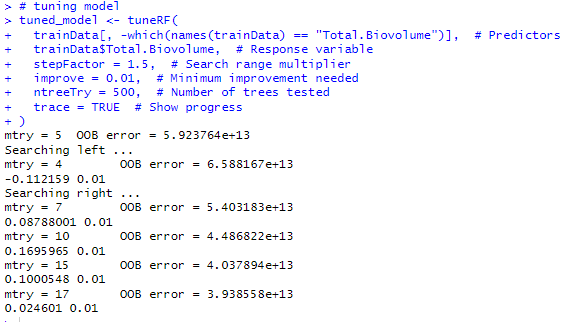 > # tuning model
> tuned_model <- tuneRF(
+   trainData[, -which(names(trainData) == "Total.Biovolume")],  # Predictors
+   trainData$Total.Biovolume,  # Response variable
+   stepFactor = 1.5,  # Search range multiplier
+   improve = 0.01,  # Minimum improvement needed
+   ntreeTry = 500,  # Number of trees tested
+   trace = TRUE  # Show progress
+ )
mtry = 5  OOB error = 5.923764e+13
Searching left ...
mtry = 4        OOB error = 6.588167e+13
-0.112159 0.01
Searching right ...
mtry = 7        OOB error = 5.403183e+13
0.08788001 0.01
mtry = 10       OOB error = 4.486822e+13
0.1695965 0.01
mtry = 15       OOB error = 4.037894e+13
0.1000548 0.01
mtry = 17       OOB error = 3.938558e+13
0.024601 0.01